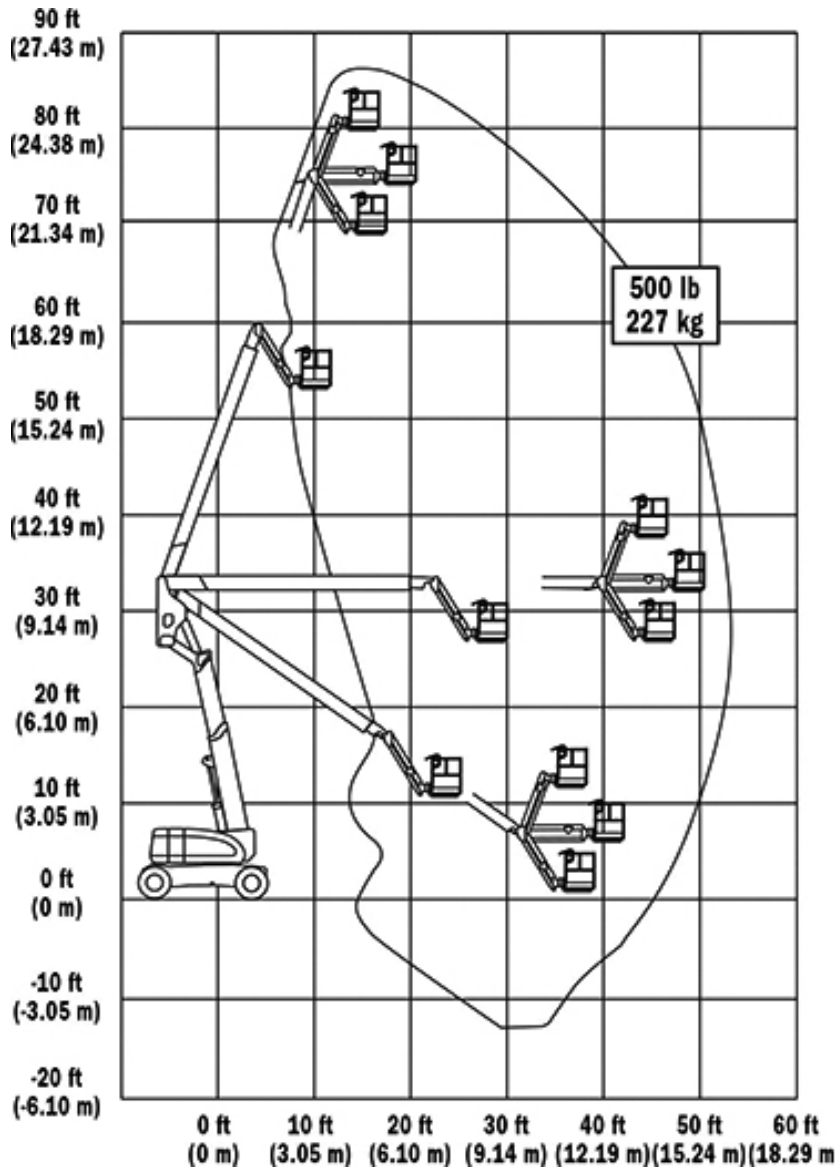 90 ft
(27.43 m)
80 ft
(24.38 m)
70 ft
(21.34 m)
60 ft
(18.29 m)
500 lb
227 kg
50 ft
(15.24 m)
40 ft
(12.19 m)
30 ft
(9.14 m)
20 ft
(6.10 m)
10 ft
(3.05 m)
0 ft
(0 m)
-10 ft
(-3.05 m)
-20 ft
(-6.10 m)
0 ft 10 ft 20 ft 30 ft 40 ft 50 ft 60 ft
(0 m) (3.05 m) (6.10 m) (9.14 m) (12.19 m) (15.24 m) (18.29 m